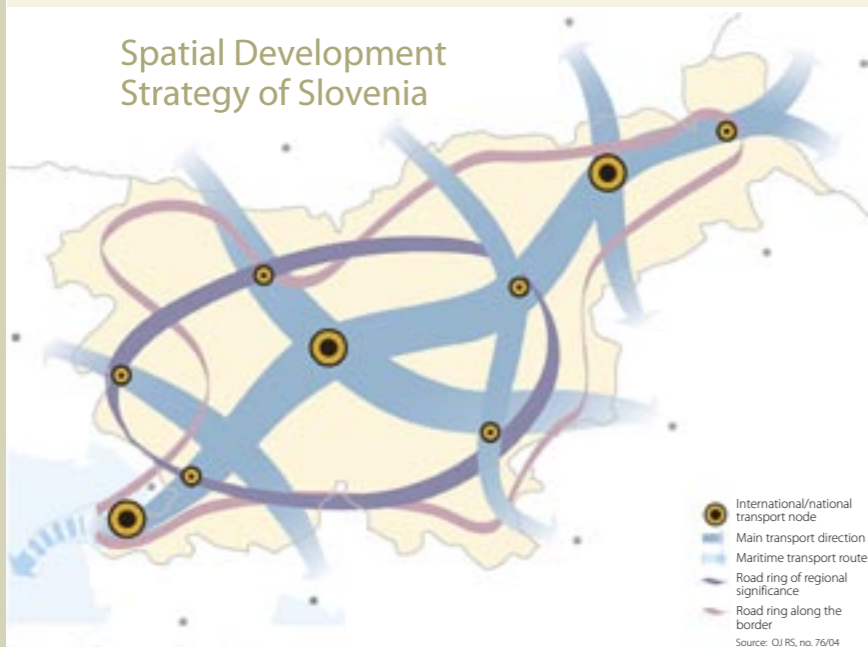 Spatial Development
Strategy of Slovenia
International/national
transport node
Main transport direction
Maritime transport route
Road ring of regional
significance
Road ring along the
border
Source: OJ RS, no. 76/04